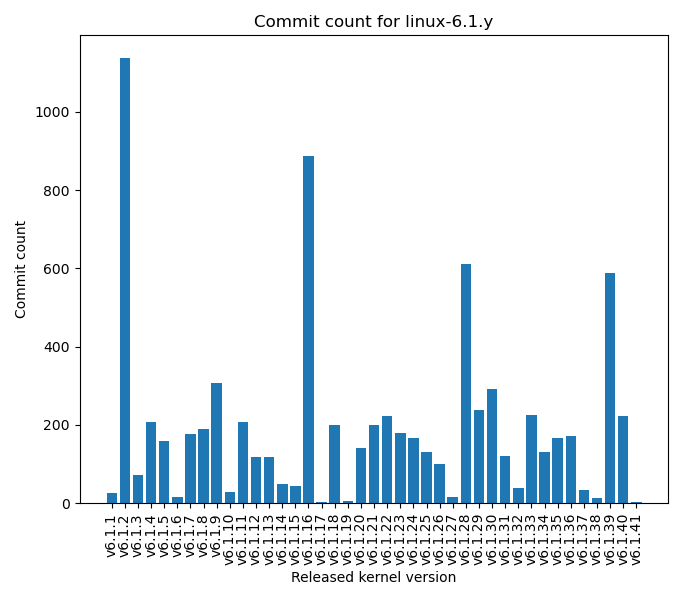 Commit count for linux-6.1.y
1000
800
600
400
200
0
Commit count
v6.1.1
v6.1.2
v6.1.3
v6.1.4
v6.1.5
v6.1.6
v6.1.7
v6.1.8
v6.1.9
v6.1.10
v6.1.11
v6.1.12
v6.1.13
v6.1.14
v6.1.15
v6.1.16
v6.1.17
v6.1.18
v6.1.19
v6.1.20
v6.1.21
v6.1.22
v6.1.23
v6.1.24
v6.1.25
v6.1.26
v6.1.27
v6.1.28
v6.1.29
v6.1.30
v6.1.31
v6.1.32
v6.1.33
v6.1.34
v6.1.35
v6.1.36
v6.1.37
v6.1.38
v6.1.39
v6.1.40
v6.1.41
Released kernel version